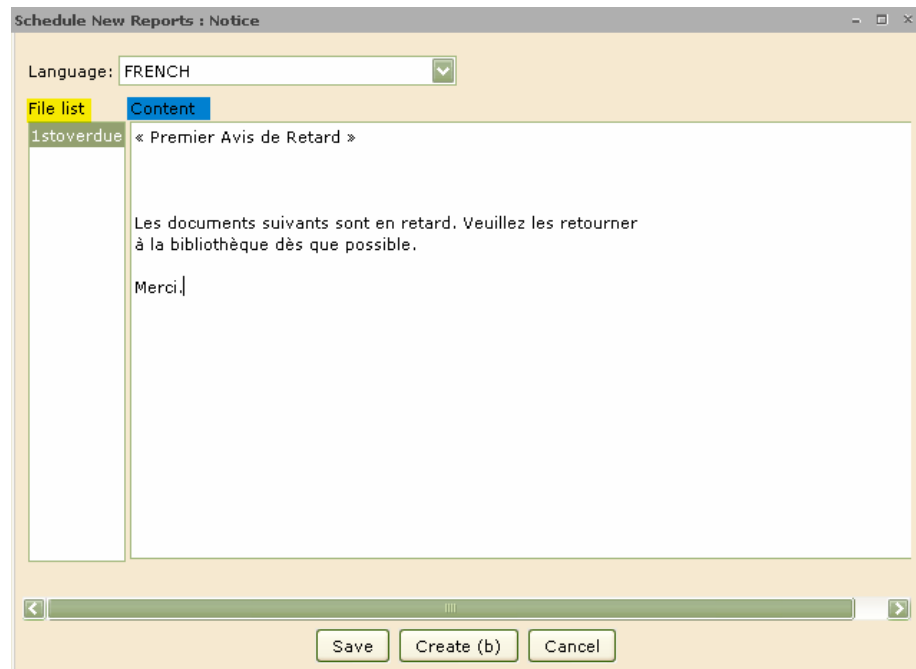 Schedule New Reports : Notice
Language: FRENCH
File list Content
1stoverdue « Premier Avis de Retard »
Les documents suivants sont en retard. Veuillez les retourner
à la bibliothèque dès que possible.
Merci.
Save Create (b) Cancel